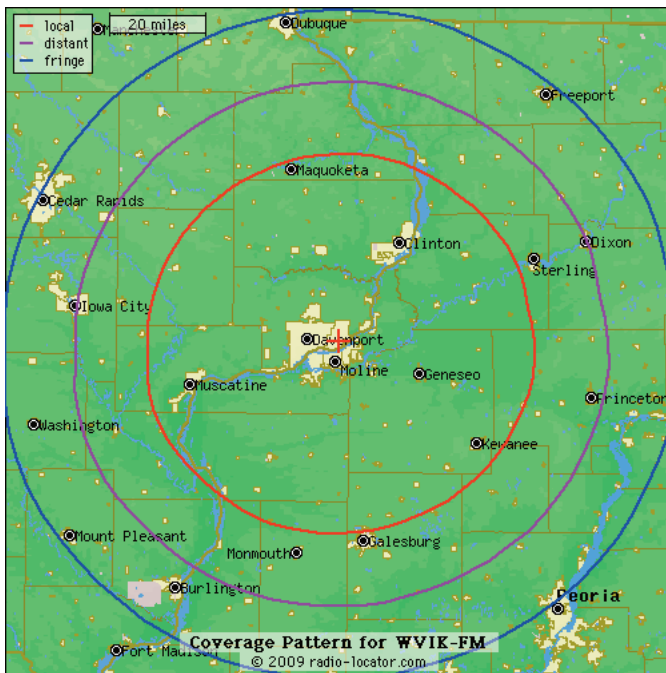 local
distant
fringe
20 miles
Manchester
Dubuque
Freeport
Maquoketa
Cedar Rapids
Clinton
Dixon
Sterling
Iowa City
Davenport
Moline
Geneseo
Muscatine
Princeton
Washington
Kewanee
Mount Pleasant
Galesburg
Monmouth
Burlington
Peoria
Coverage Pattern for WVIK-FM
Fort Madison
© 2009 radio-locator.com